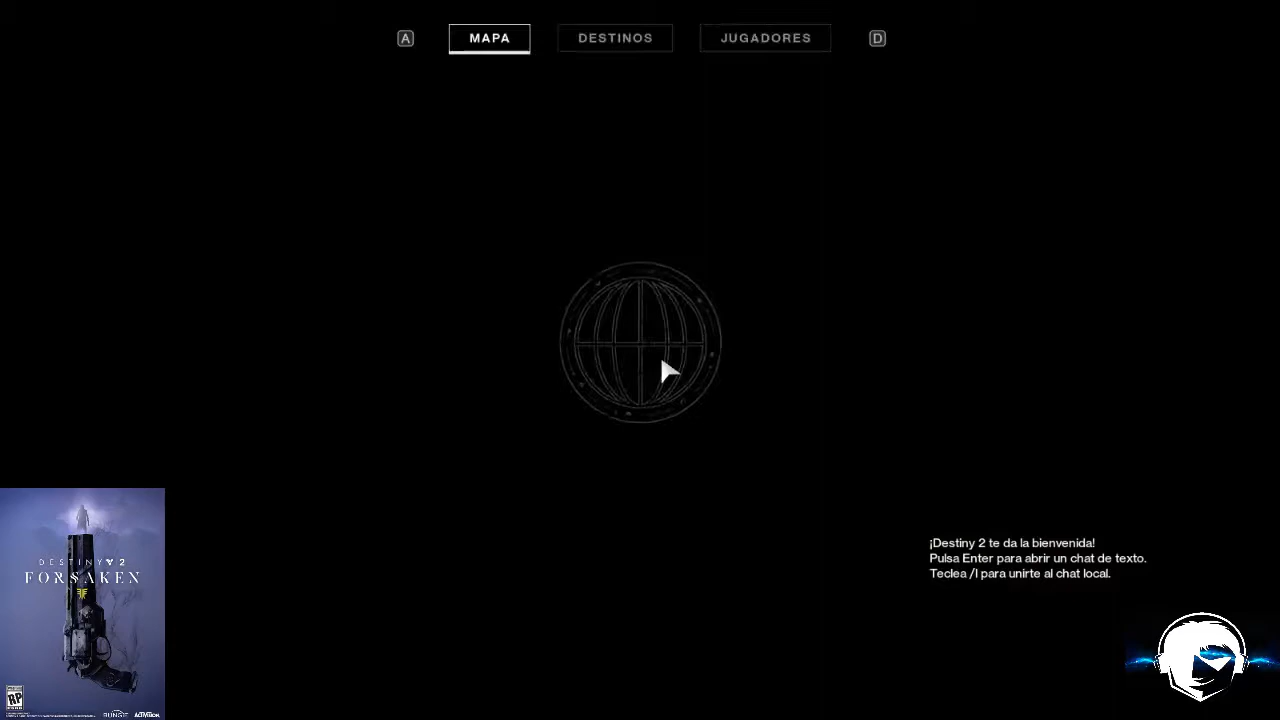 A MAPA DESTINOS JUGADORES D
DESTINY 2
FORSAKEN
¡Destiny 2 te da la bienvenida!
Pulsa Enter para abrir un chat de texto.
Teclea /l para unirte al chat local.
RP
BUNGIE ACTIVISION